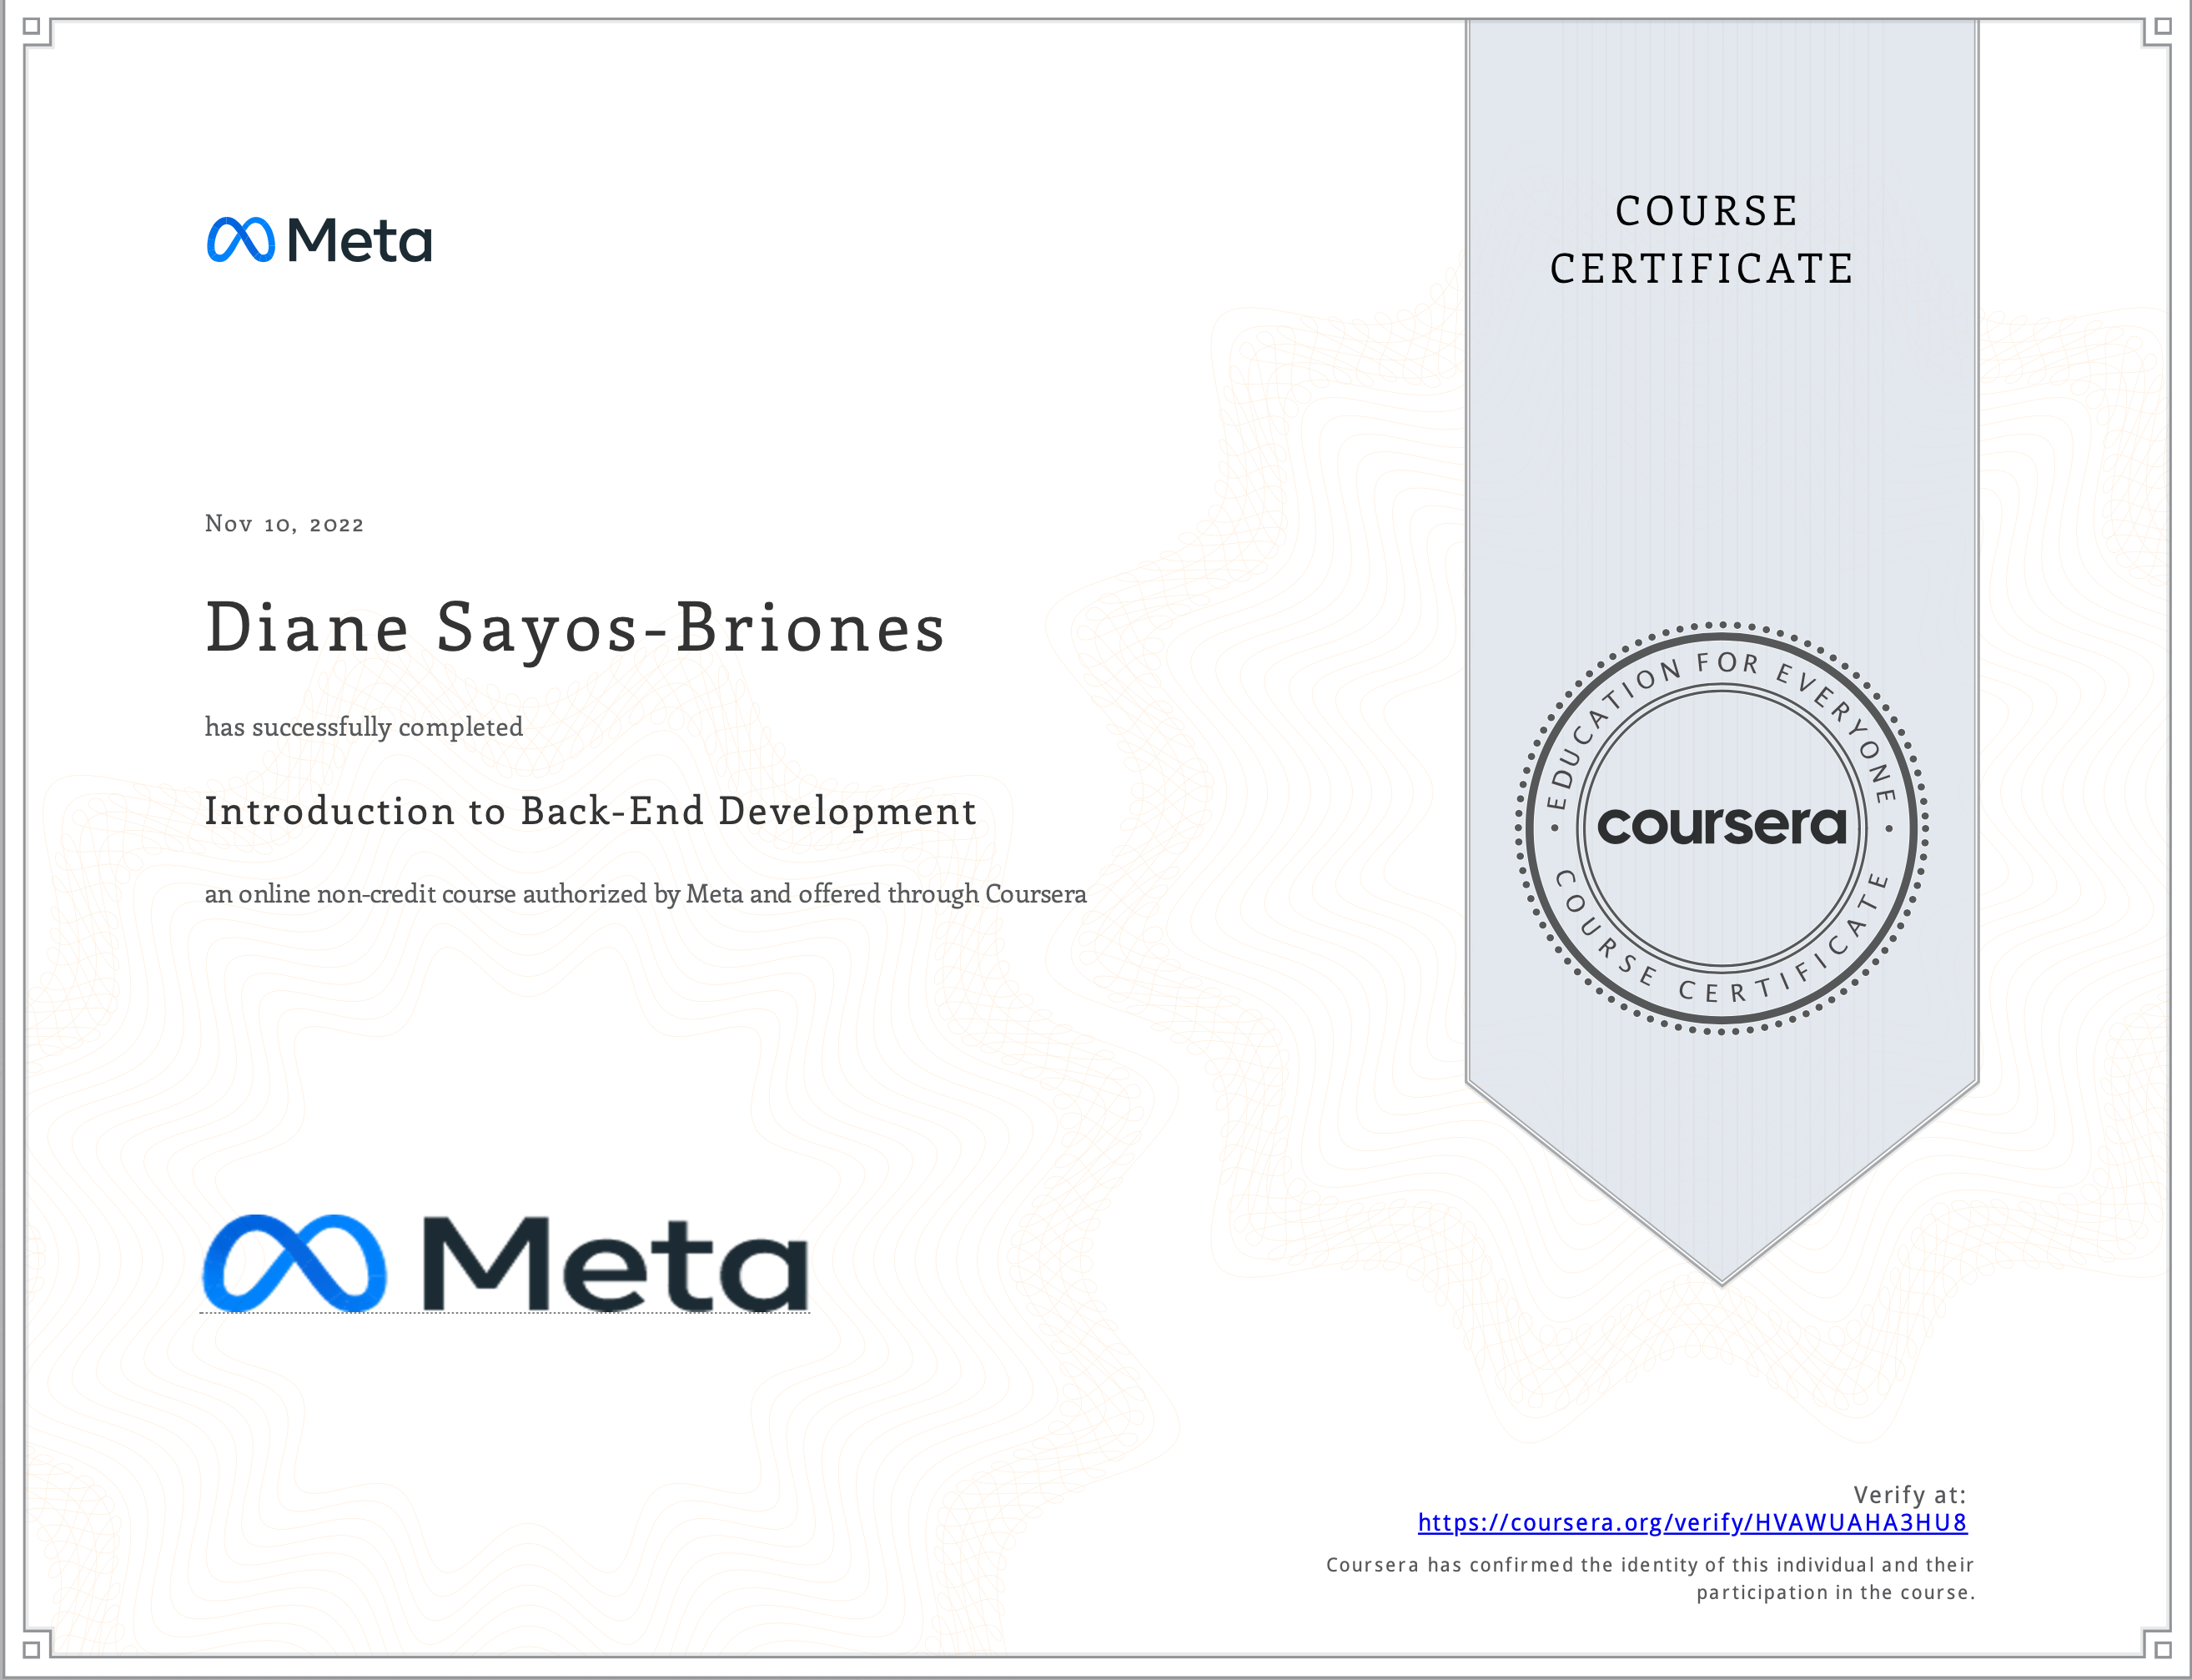 Meta
COURSE
CERTIFICATE
Nov 10, 2022
Diane Sayos-Briones
has successfully completed
Introduction to Back-End Development
an online non-credit course authorized by Meta and offered through Coursera
EDUCATION FOR EVERYONE
coursera
COURSE CERTIFICATE
Meta
Verify at:
https://coursera.org/verify/HVAWUAHA3HU8
Coursera has confirmed the identity of this individual and their
participation in the course.